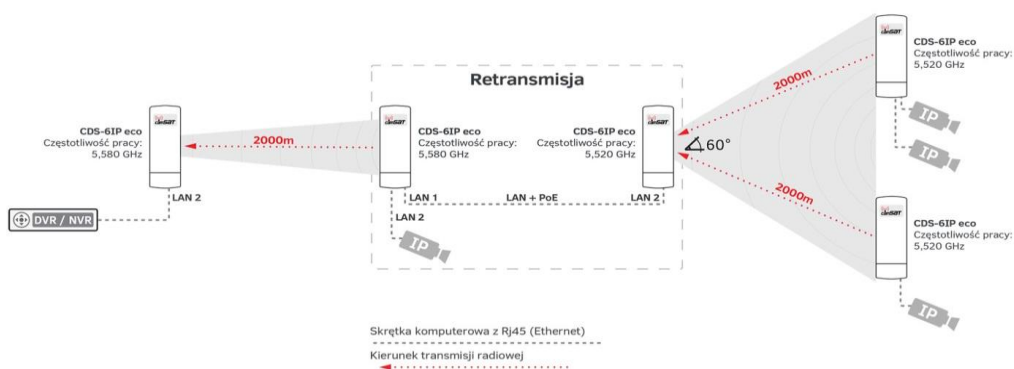 Retransmisja
CDS-6IP eco
Częstotliwość pracy:
5,580 GHz
LAN 2
DVR / NVR
2000m
CDS-6IP eco
Częstotliwość pracy:
5,580 GHz
LAN 1
LAN + PoE
LAN 2
LAN 2
IP
CDS-6IP eco
Częstotliwość pracy:
5,520 GHz
60°
2000m
2000m
CDS-6IP eco
Częstotliwość pracy:
5,520 GHz
IP
IP
CDS-6IP eco
Częstotliwość pracy:
5,520 GHz
IP
Skrętka komputerowa z Rj45 (Ethernet)
Kierunek transmisji radiowej